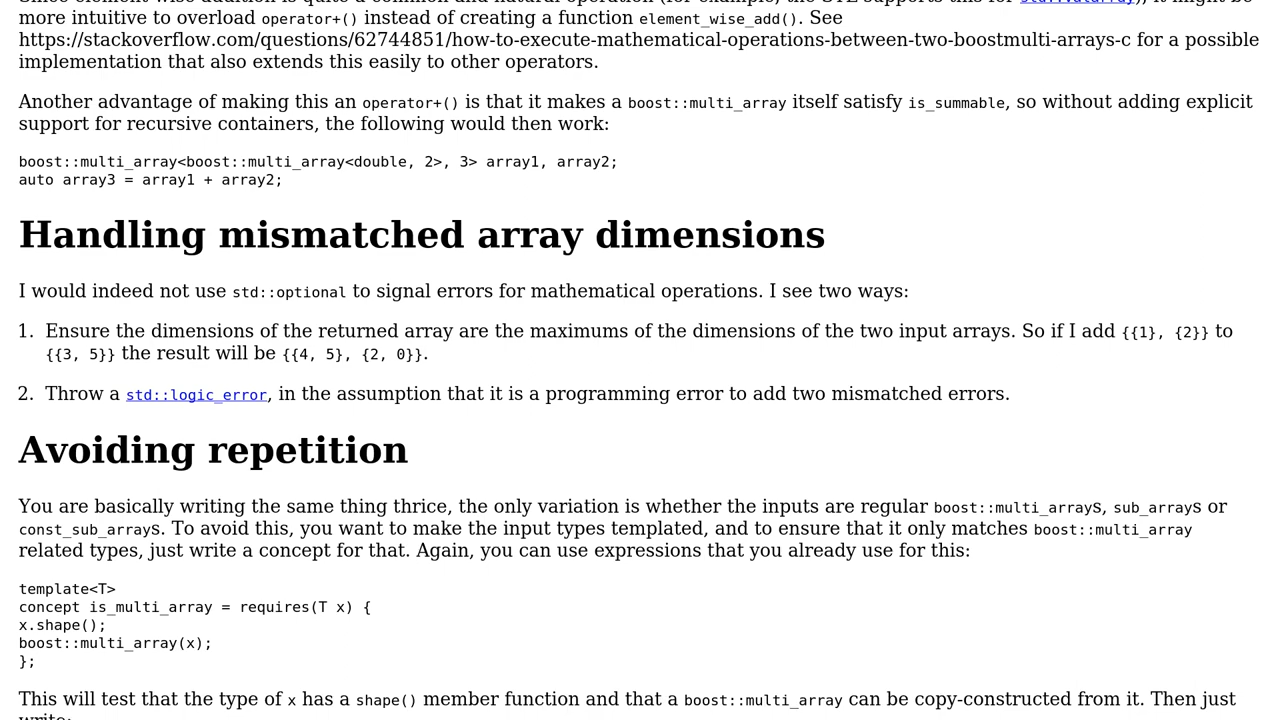 more intuitive to overload operator+() instead of creating a function element_wise_add(). See
https://stackoverflow.com/questions/62744851/how-to-execute-mathematical-operations-between-two-boostmulti-arrays-c for a possible
implementation that also extends this easily to other operators.
Another advantage of making this an operator+() is that it makes a boost::multi_array itself satisfy is_summable, so without adding explicit
support for recursive containers, the following would then work:
boost::multi_array<boost::multi_array<double, 2>, 3> array1, array2;
auto array3 = array1 + array2;
Handling mismatched array dimensions
I would indeed not use std::optional to signal errors for mathematical operations. I see two ways:
1. Ensure the dimensions of the returned array are the maximums of the dimensions of the two input arrays. So if I add {{1}, {2}} to
{{3, 5}} the result will be {{4, 5}, {2, 0}}.
2. Throw a std::logic_error, in the assumption that it is a programming error to add two mismatched errors.
Avoiding repetition
You are basically writing the same thing thrice, the only variation is whether the inputs are regular boost::multi_arrays, sub_arrays or
const_sub_arrays. To avoid this, you want to make the input types templated, and to ensure that it only matches boost::multi_array
related types, just write a concept for that. Again, you can use expressions that you already use for this:
template<T>
concept is_multi_array = requires(T x) {
x.shape();
boost::multi_array(x);
};
This will test that the type of x has a shape() member function and that a boost::multi_array can be copy-constructed from it. Then just
write: